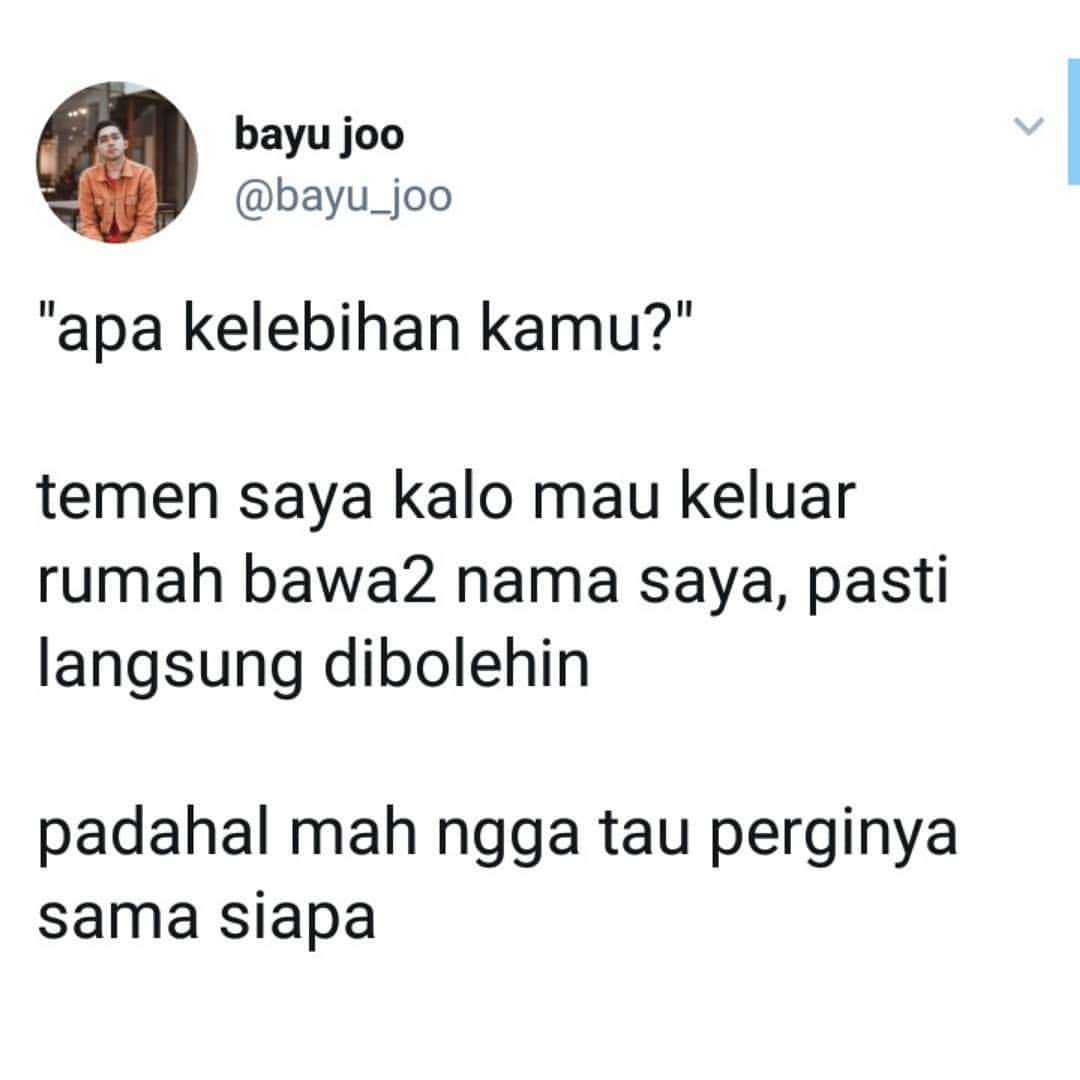 bayu joo
@bayu_joo
"apa kelebihan kamu?"
temen saya kalo mau keluar
rumah bawa2 nama saya, pasti
langsung dibolehin
padahal mah ngga tau perginya
sama siapa